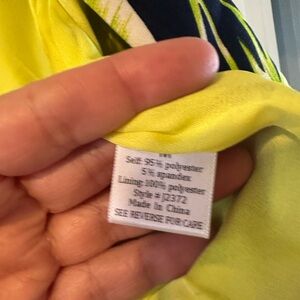 Self: 95% polyester
5% spandex
Lining: 100% polyester
Style # J2372
Made In China
SEE REVERSE FOR CARE